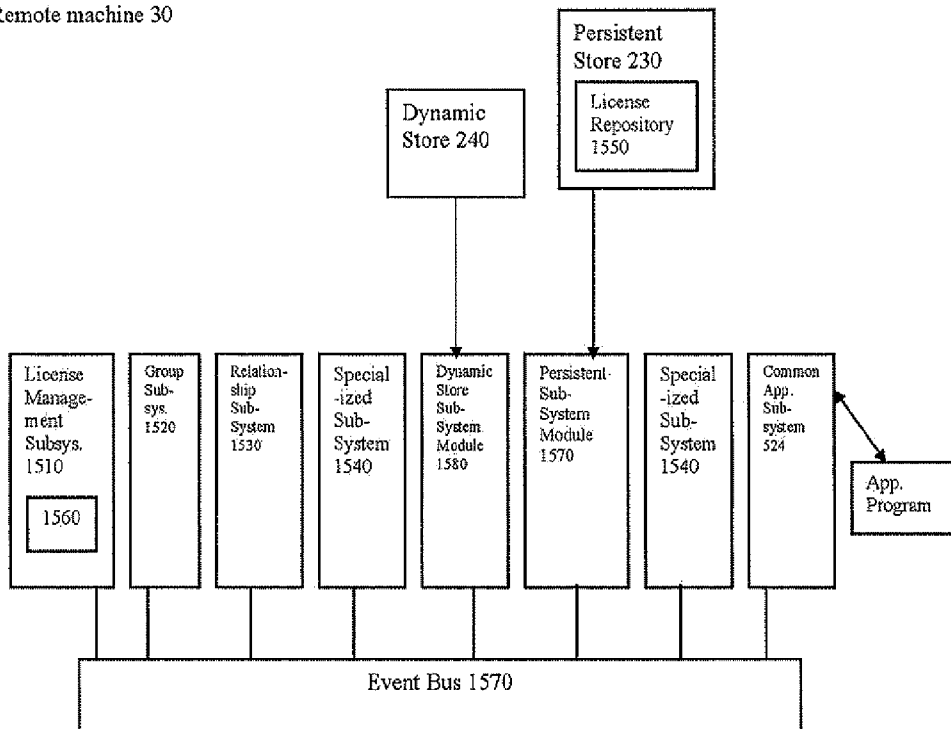 Remote machine 30
Persistent
Store 230
License
Repository
1550
Dynamic
Store 240
License
Manage-
ment
Subsys.
1510
1560
Group
Sub-
sys.
1520
Relation-
ship
Sub-
System
1530
Special
-ized
Sub-
System
1540
Dynamic
Store
Sub-
System
Module
1580
Persistent-
Sub-
System
Module
1570
Special
-ized Sub-
System
1540
Common
App.
Sub-
system
524
App.
Program
Event Bus 1570